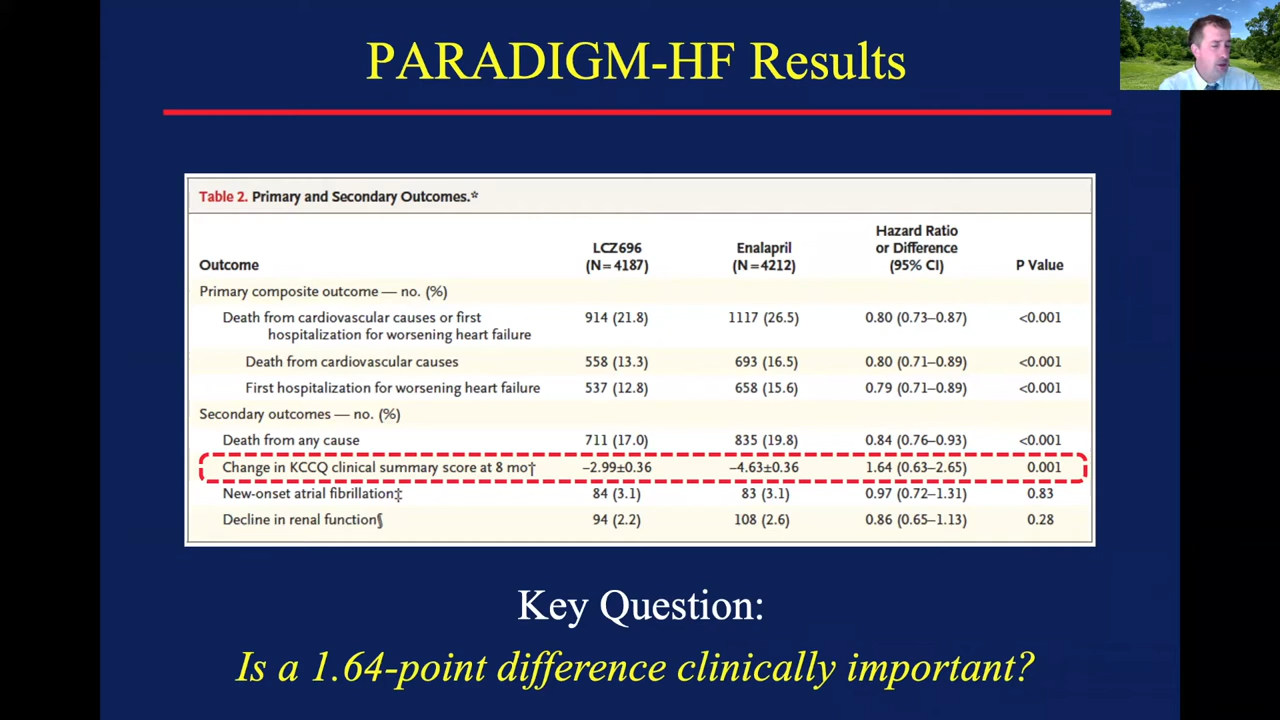 PARADIGM-HF Results
Table 2. Primary and Secondary Outcomes.*
Outcome LCZ696 (N=4187) Enalapril (N=4212) Hazard Ratio or Difference (95% CI) P Value
Primary composite outcome — no. (%)
Death from cardiovascular causes or first hospitalization for worsening heart failure 914 (21.8) 1117 (26.5) 0.80 (0.73–0.87) <0.001
Death from cardiovascular causes 558 (13.3) 693 (16.5) 0.80 (0.71–0.89) <0.001
First hospitalization for worsening heart failure 537 (12.8) 658 (15.6) 0.79 (0.71–0.89) <0.001
Secondary outcomes — no. (%)
Death from any cause 711 (17.0) 835 (19.8) 0.84 (0.76–0.93) <0.001
Change in KCCQ clinical summary score at 8 mo† −2.99±0.36 −4.63±0.36 1.64 (0.63–2.65) 0.001
New-onset atrial fibrillation‡ 84 (3.1) 83 (3.1) 0.97 (0.72–1.31) 0.83
Decline in renal function¶ 94 (2.2) 108 (2.6) 0.86 (0.65–1.13) 0.28
Key Question:
Is a 1.64-point difference clinically important?